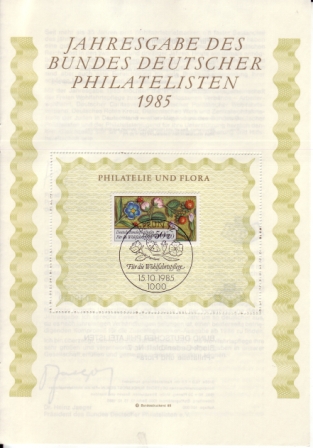 JAHRESGABE DES
BUNDES DEUTSCHER
PHILATELISTEN
1985
PHILATELIE UND FLORA
Für die Wohlfahrtspflege
15.10.1985
1000